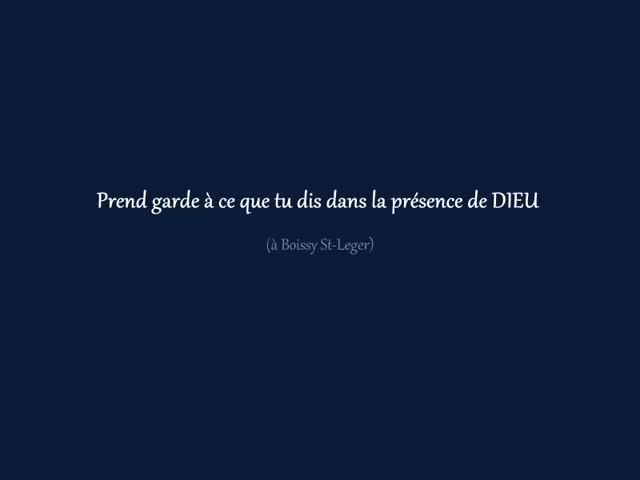 Prend garde à ce que tu dis dans la présence de DIEU
(à Boissy St-Leger)